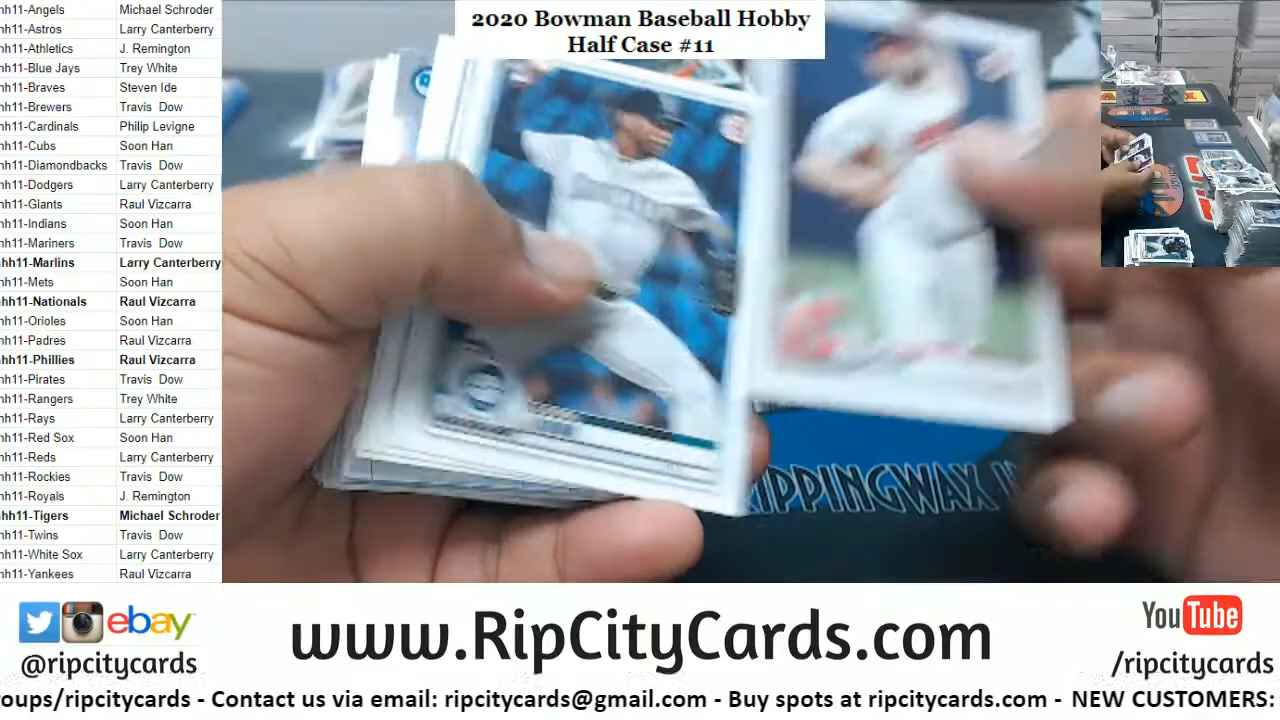 2020 Bowman Baseball Hobby
Half Case #11
hh11-Angels Michael Schroder
hh11-Astros Larry Canterberry
hh11-Athletics J. Remington
hh11-Blue Jays Trey White
hh11-Braves Steven Ide
hh11-Brewers Travis Dow
hh11-Cardinals Philip Levigne
hh11-Cubs Soon Han
hh11-Diamondbacks Travis Dow
hh11-Dodgers Larry Canterberry
hh11-Giants Raul Vizcarra
hh11-Indians Soon Han
hh11-Mariners Travis Dow
hh11-Marlins Larry Canterberry
hh11-Mets Soon Han
hh11-Nationals Raul Vizcarra
hh11-Orioles Soon Han
hh11-Padres Raul Vizcarra
hh11-Phillies Raul Vizcarra
hh11-Pirates Travis Dow
hh11-Rangers Trey White
hh11-Rays Larry Canterberry
hh11-Red Sox Soon Han
hh11-Reds Larry Canterberry
hh11-Rockies Travis Dow
hh11-Royals J. Remington
hh11-Tigers Michael Schroder
hh11-Twins Travis Dow
hh11-White Sox Larry Canterberry
hh11-Yankees Raul Vizcarra
RIPPINGWAX
ebay
@ripcitycards
www.RipCityCards.com
YouTube
/ripcitycards
roups/ripcitycards - Contact us via email: ripcitycards@gmail.com - Buy spots at ripcitycards.com - NEW CUSTOMERS: